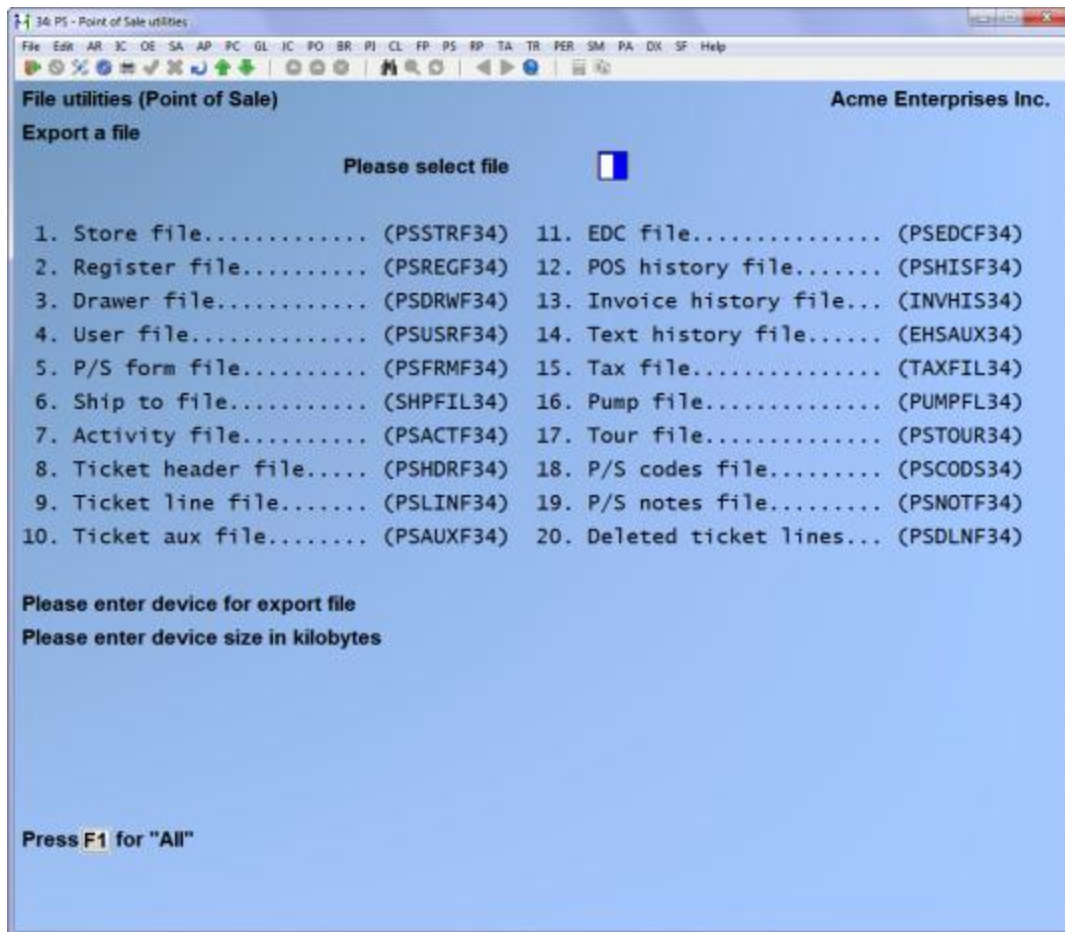 34: PS - Point of Sale utilities
File Edit AR IC OE SA AP PC GL JC PO BR PJ CL FP PS RP TA TR PER SM PA DX SF Help
File utilities (Point of Sale) Acme Enterprises Inc.
Export a file
Please select file
1. Store file............. (PSSTRF34) 11. EDC file............... (PSEDCF34)
2. Register file.......... (PSREGF34) 12. POS history file....... (PSHISF34)
3. Drawer file............ (PSDRWF34) 13. Invoice history file... (INVHIS34)
4. User file.............. (PSUSRF34) 14. Text history file...... (EHSAUX34)
5. P/S form file.......... (PSFRMF34) 15. Tax file............... (TAXFIL34)
6. Ship to file........... (SHPFIL34) 16. Pump file.............. (PUMPFL34)
7. Activity file.......... (PSACTF34) 17. Tour file.............. (PSTOUR34)
8. Ticket header file..... (PSHDRF34) 18. P/S codes file......... (PSCODS34)
9. Ticket line file....... (PSLINF34) 19. P/S notes file......... (PSNOTF34)
10. Ticket aux file........ (PSAUXF34) 20. Deleted ticket lines... (PSDLNF34)
Please enter device for export file
Please enter device size in kilobytes
Press F1 for "All"